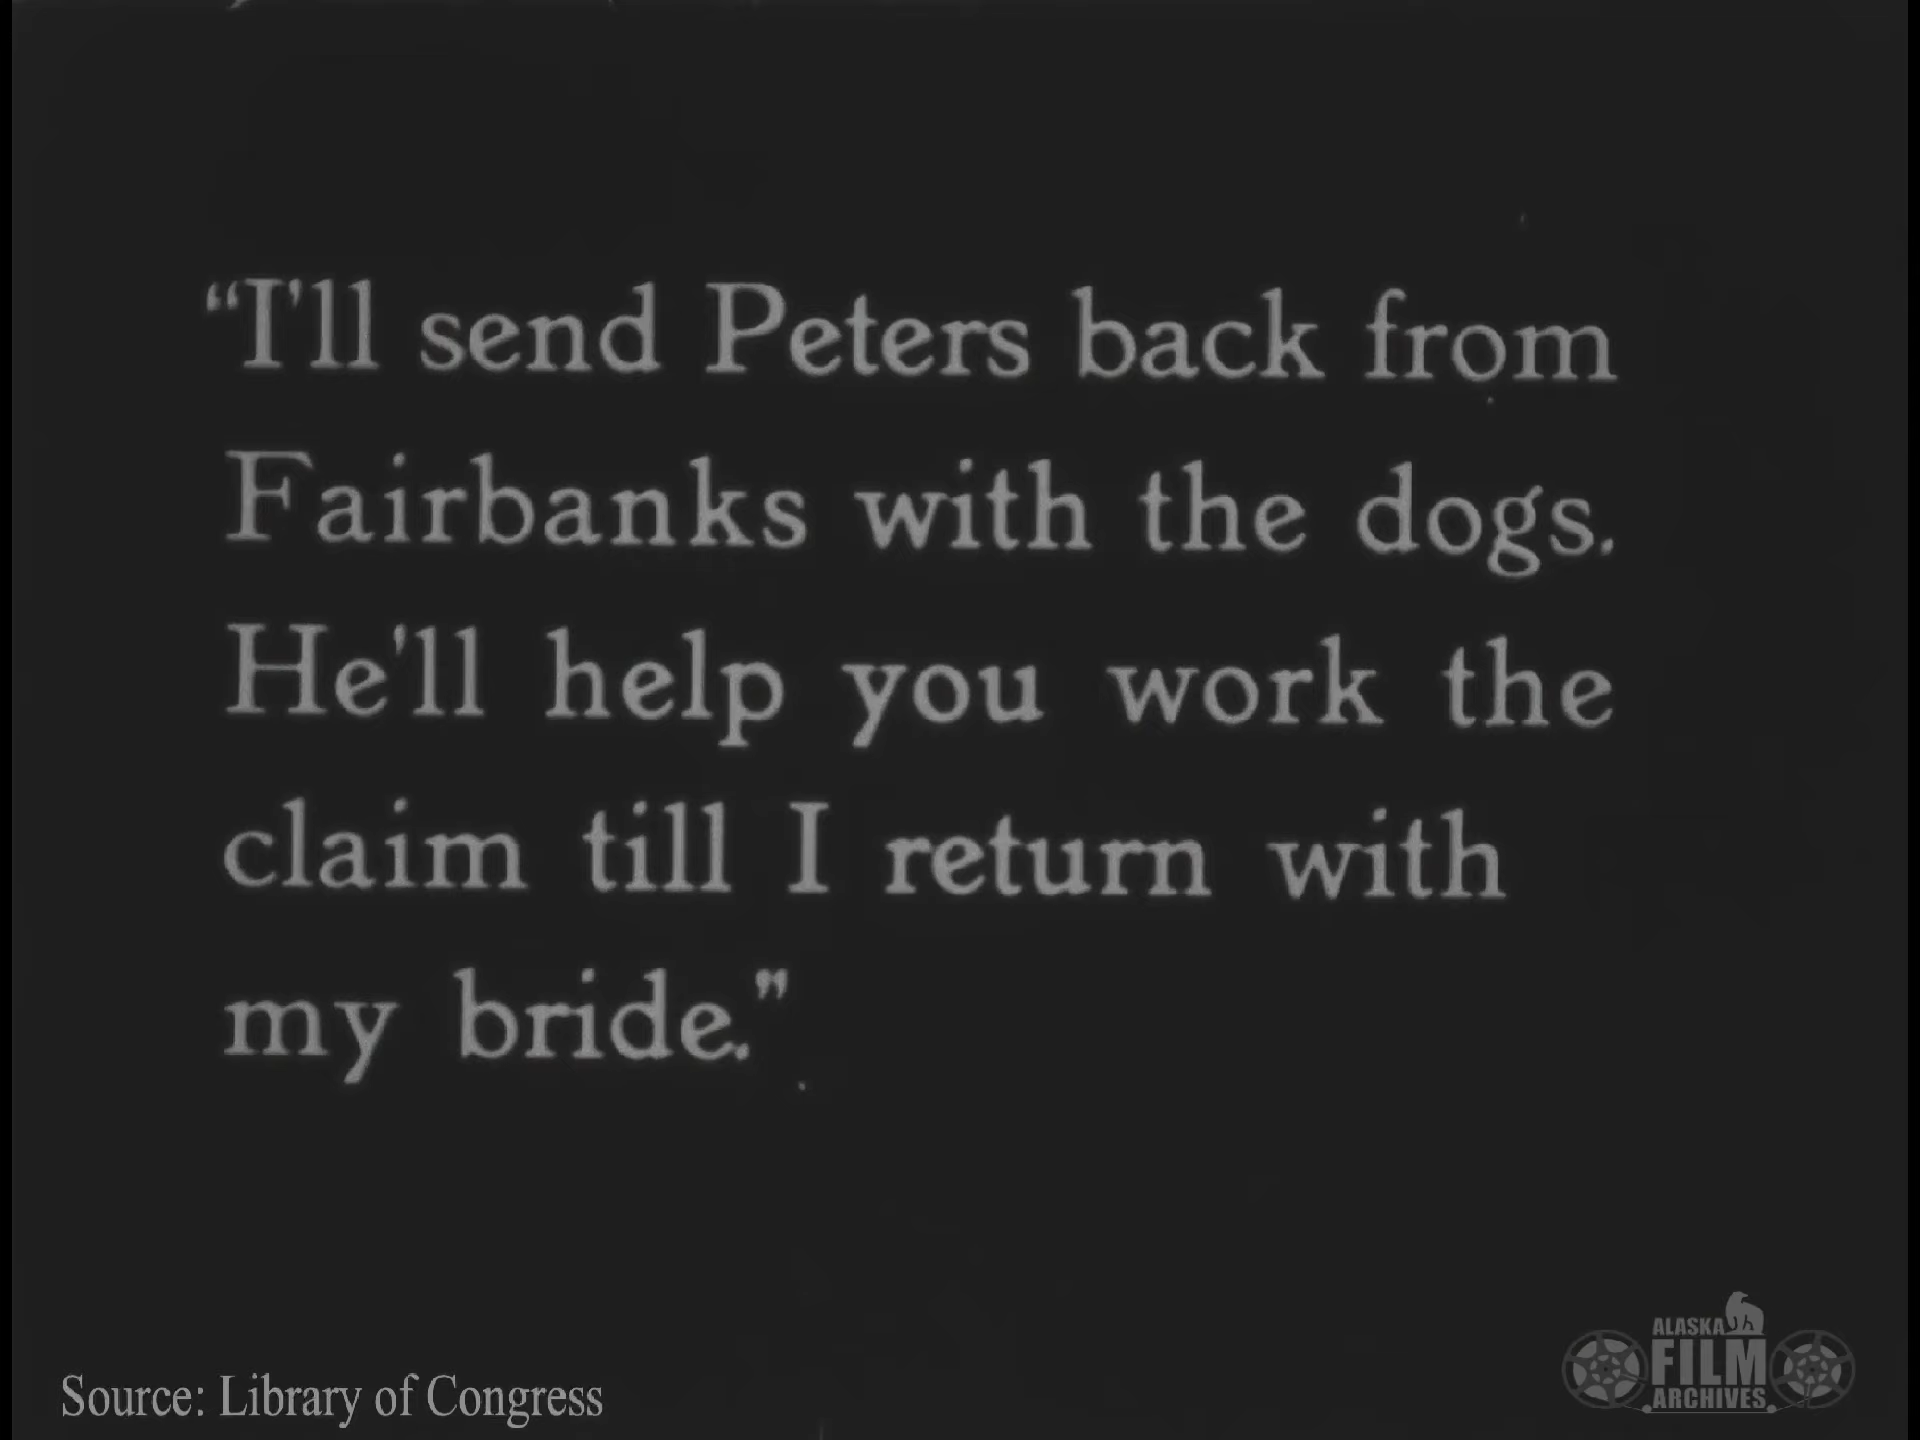 “I'll send Peters back from
Fairbanks with the dogs.
He'll help you work the
claim till I return with
my bride.”
Source: Library of Congress
ALASKA
FILM
ARCHIVES